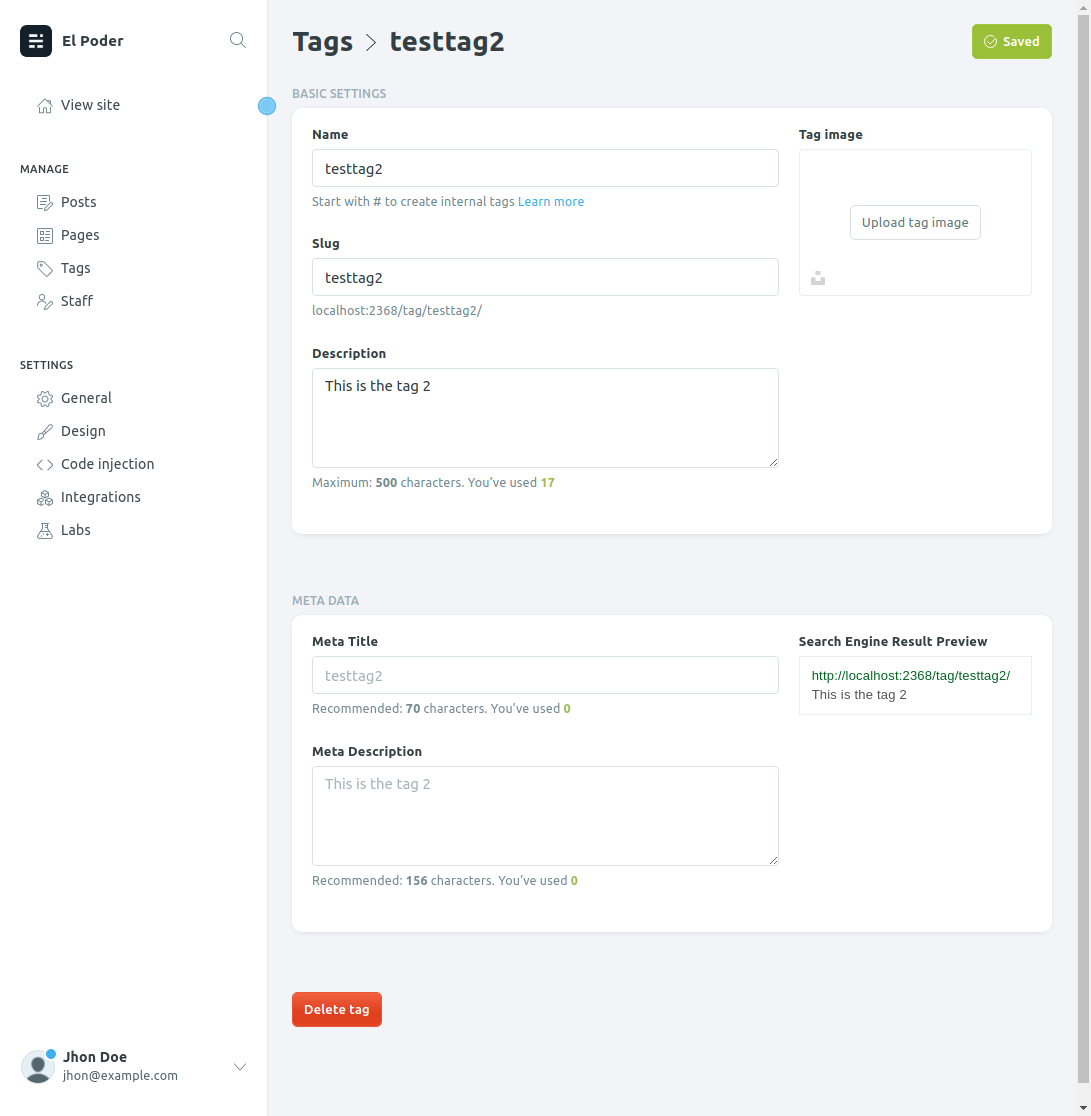 El Poder
View site
MANAGE
Posts
Pages
Tags
Staff
SETTINGS
General
Design
Code injection
Integrations
Labs
Jhon Doe
jhon@example.com
Tags > testtag2
Saved
BASIC SETTINGS
Name
testtag2
Start with # to create internal tags Learn more
Slug
testtag2
localhost:2368/tag/testtag2/
Description
This is the tag 2
Maximum: 500 characters. You’ve used 17
Tag image
Upload tag image
META DATA
Meta Title
testtag2
Recommended: 70 characters. You’ve used 0
Meta Description
This is the tag 2
Recommended: 156 characters. You’ve used 0
Search Engine Result Preview
http://localhost:2368/tag/testtag2/
This is the tag 2
Delete tag